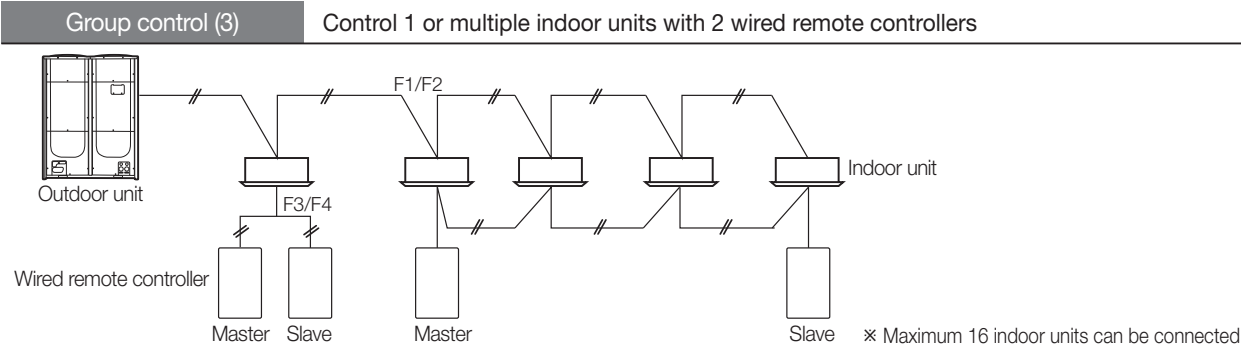 Group control (3)
Control 1 or multiple indoor units with 2 wired remote controllers
F1/F2
Indoor unit
Outdoor unit
F3/F4
Wired remote controller
Master
Slave
Master
Slave
※ Maximum 16 indoor units can be connected